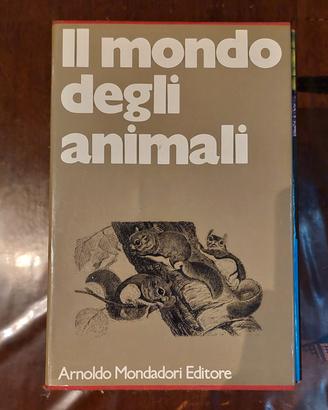 Il mondo
degli
animali
Arnoldo Mondadori Editore